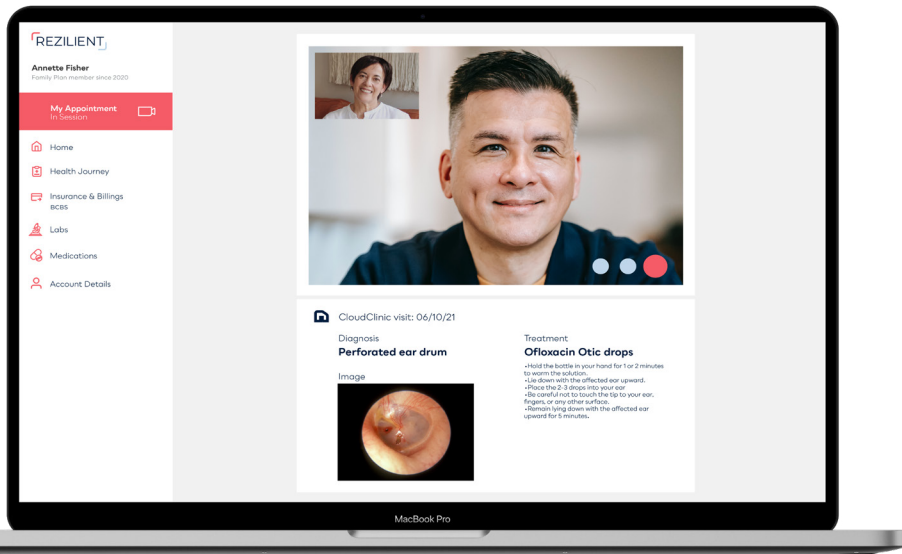 REZILIENT
Annette Fisher
Family Plan member since 2020
My Appointment
In Session
Home
Health Journey
Insurance & Billings
BCBS
Labs
Medications
Account Details
CloudClinic visit: 06/10/21
Diagnosis
Perforated ear drum
Image
Treatment
Ofloxacin Otic drops
•Hold the bottle in your hand for 1 or 2 minutes
to warm the solution.
•Lie down with the affected ear upward.
•Place the 2-3 drops into your ear
•Be careful not to touch the tip to your ear,
fingers, or any other surface.
•Remain lying down with the affected ear
upward for 5 minutes.
MacBook Pro